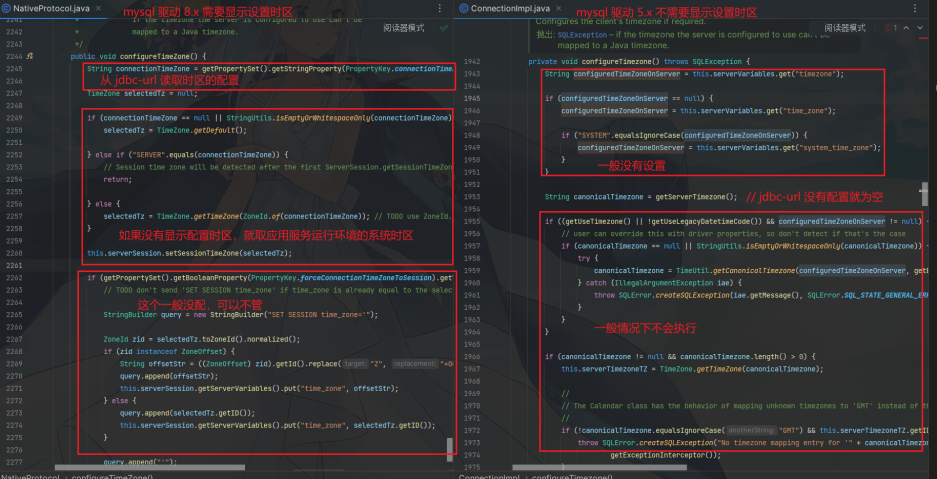 NativeProtocol.java ×
mysql 驱动 8.x 需要显示设置时区
2242 * mapped to a Java timezone.
阅读器模式
2243 */
2244 public void configureTimeZone() {
2245 String connectionTimeZone = getPropertySet().getStringProperty(PropertyKey.connectionTime
从 jdbc-url 读取时区的配置
2247 TimeZone selectedTz = null;
2248
2249 if (connectionTimeZone == null || StringUtils.isEmptyOrWhitespaceOnly(connectionTimeZone)
2250 selectedTz = TimeZone.getDefault();
2251
2252 } else if ("SERVER".equals(connectionTimeZone)) {
2253 // Session time zone will be detected after the first ServerSession.getSessionTimeZon
2254 return;
2255
2256 } else {
2257 selectedTz = TimeZone.getTimeZone(ZoneId.of(connectionTimeZone)); // TODO use ZoneId.
2258 }
如果没有显示配置时区，就取应用服务运行环境的系统时区
2260 this.serverSession.setSessionTimeZone(selectedTz);
2261
2262 if (getPropertySet().getBooleanProperty(PropertyKey.forceConnectionTimeZoneToSession).get
2263 // TODO don't send 'SET SESSION time_zone' if time_zone is already equal to the selec
这个一般没配，可以不管
2265 StringBuilder query = new StringBuilder("SET SESSION time_zone='");
2266
2267 ZoneId zid = selectedTz.toZoneId().normalized();
2268 if (zid instanceof ZoneOffset) {
2269 String offsetStr = ((ZoneOffset) zid).getId().replace( target: "Z", replacement: "+0
2270 query.append(offsetStr);
2271 this.serverSession.getServerVariables().put("time_zone", offsetStr);
2272 } else {
2273 query.append(selectedTz.getID());
2274 this.serverSession.getServerVariables().put("time_zone", selectedTz.getID());
2275 }
2276
2277 query.append("'");
NativeProtocol > configureTimeZone()
ConnectionImpl.java ×
mysql 驱动 5.x 不需要显示设置时区
Configures the client's timezone if required.
阅读器模式
抛出: SQLException – if the timezone the server is configured to use can't be
mapped to a Java timezone.
1942 private void configureTimezone() throws SQLException {
1943 String configuredTimeZoneOnServer = this.serverVariables.get("timezone");
1944
1945 if (configuredTimeZoneOnServer == null) {
1946 configuredTimeZoneOnServer = this.serverVariables.get("time_zone");
1947
1948 if ("SYSTEM".equalsIgnoreCase(configuredTimeZoneOnServer)) {
1949 configuredTimeZoneOnServer = this.serverVariables.get("system_time_zone");
1950 }
一般没有设置
1951 }
1952
1953 String canonicalTimezone = getServerTimezone(); // jdbc-url 没有配置就为空
1955 if ((getUseTimezone() || !getUseLegacyDatetimeCode()) && configuredTimeZoneOnServer != null)
1956 // user can override this with driver properties, so don't detect if that's the case
1957 if (canonicalTimezone == null || StringUtils.isEmptyOrWhitespaceOnly(canonicalTimezone))
1958 try {
1959 canonicalTimezone = TimeUtil.getCanonicalTimezone(configuredTimeZoneOnServer, get
1960 } catch (IllegalArgumentException iae) {
1961 throw SQLError.createSQLException(iae.getMessage(), SQLError.SQL_STATE_GENERAL_ER
1962 }
1963 }
一般情况下不会执行
1964 }
1965
1966 if (canonicalTimezone != null && canonicalTimezone.length() > 0) {
1967 this.serverTimezoneTZ = TimeZone.getTimeZone(canonicalTimezone);
1968
1969 //
1970 // The Calendar class has the behavior of mapping unknown timezones to 'GMT' instead of t
1971 //
1972 if (!canonicalTimezone.equalsIgnoreCase( anotherString: "GMT") && this.serverTimezoneTZ.getID
1973 throw SQLError.createSQLException("No timezone mapping entry for '" + canonicalTimezon
1974 getExceptionInterceptor());
1975 }
ConnectionImpl > configureTimezone()